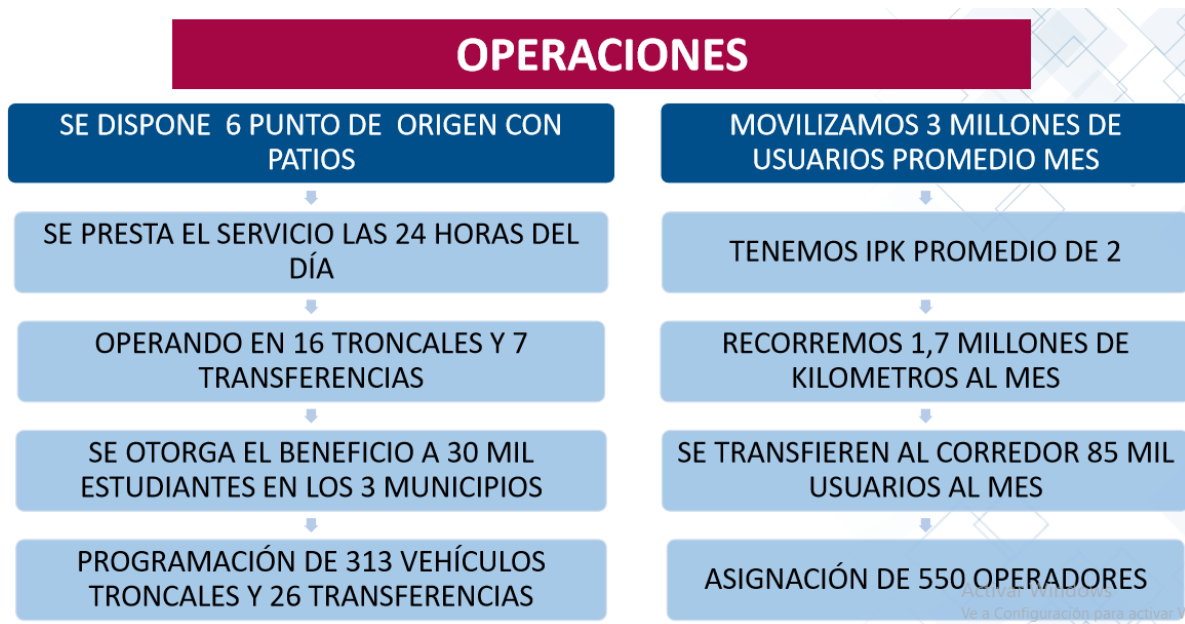 OPERACIONES
SE DISPONE 6 PUNTO DE ORIGEN CON
PATIOS
SE PRESTA EL SERVICIO LAS 24 HORAS DEL
DÍA
OPERANDO EN 16 TRONCALES Y 7
TRANSFERENCIAS
SE OTORGA EL BENEFICIO A 30 MIL
ESTUDIANTES EN LOS 3 MUNICIPIOS
PROGRAMACIÓN DE 313 VEHÍCULOS
TRONCALES Y 26 TRANSFERENCIAS
MOVILIZAMOS 3 MILLONES DE
USUARIOS PROMEDIO MES
TENEMOS IPK PROMEDIO DE 2
RECORREMOS 1,7 MILLONES DE
KILOMETROS AL MES
SE TRANSFIEREN AL CORREDOR 85 MIL
USUARIOS AL MES
ASIGNACIÓN DE 550 OPERADORES
Activar Windows
Ve a Configuración para activar